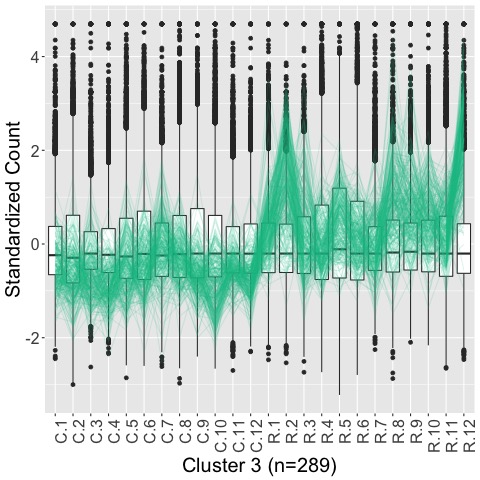 Standardized Count
4
2
0
-2
C.1
C.2
C.3
C.4
C.5
C.6
C.7
C.8
C.9
C.10
C.11
C.12
R.1
R.2
R.3
R.4
R.5
R.6
R.7
R.8
R.9
R.10
R.11
R.12
Cluster 3 (n=289)